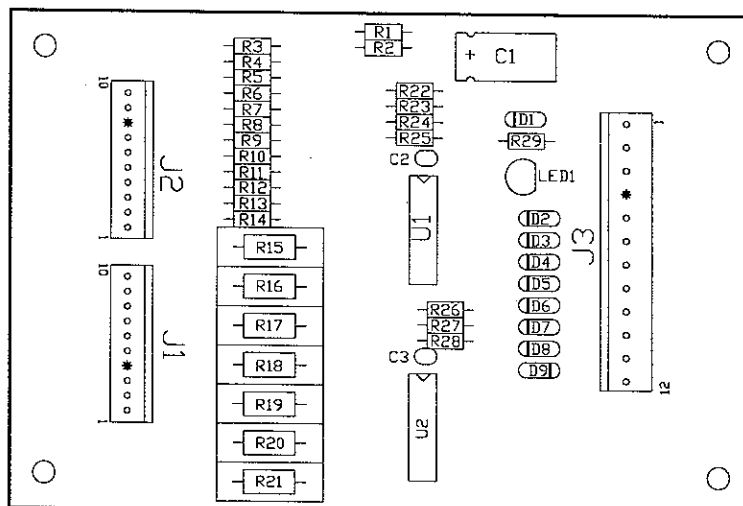 R1
R2
+ C1
R3
R4
R5
R6
R7
R8
R9
R10
R11
R12
R13
R14
R15
R16
R17
R18
R19
R20
R21
R22
R23
R24
R25
C2
U1
R26
R27
R28
C3
U2
D1
R29
LED1
D2
D3
D4
D5
D6
D7
D8
D9
10
J2
1
10
J1
1
1
J3
12